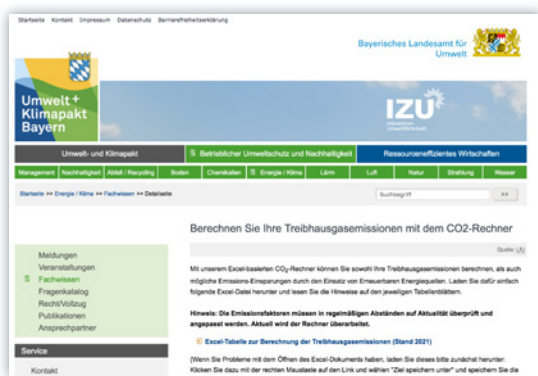 Startseite Kontakt Impressum Datenschutz Barrierefreiheitserklärung
Bayerisches Landesamt für
Umwelt
Umwelt+
Klimapakt
Bayern
IZU
Infozentrum
UmweltWirtschaft
Umwelt- und Klimapakt
Betrieblicher Umweltschutz und Nachhaltigkeit
Ressourceneffizientes Wirtschaften
Management Nachhaltigkeit Abfall / Recycling Boden Chemikalien Energie / Klima Lärm Luft Natur Strahlung Wasser
Startseite >> Energie / Klima >> Fachwissen >> Detailseite
Suchbegriff >>
Berechnen Sie Ihre Treibhausgasemissionen mit dem CO2-Rechner
Quelle: LfU
Meldungen
Veranstaltungen
Fachwissen
Fragenkatalog
Recht/Vollzug
Publikationen
Ansprechpartner
Service
Kontakt
Mit unserem Excel-basierten CO₂-Rechner können Sie sowohl Ihre Treibhausgasemissionen berechnen, als auch
mögliche Emissions-Einsparungen durch den Einsatz von Erneuerbaren Energiequellen. Laden Sie dafür einfach
folgende Excel-Datei herunter und lesen Sie die Hinweise auf den jeweiligen Tabellenblättern.
Hinweis: Die Emissionsfaktoren müssen in regelmäßigen Abständen auf Aktualität überprüft und
angepasst werden. Aktuell wird der Rechner überarbeitet.
Excel-Tabelle zur Berechnung der Treibhausgasemissionen (Stand 2021)
(Wenn Sie Probleme mit dem Öffnen des Excel-Dokuments haben, laden Sie dieses bitte zunächst herunter:
Klicken Sie dazu mit der rechten Maustaste auf den Link und wählen "Ziel speichern unter" und speichern Sie die